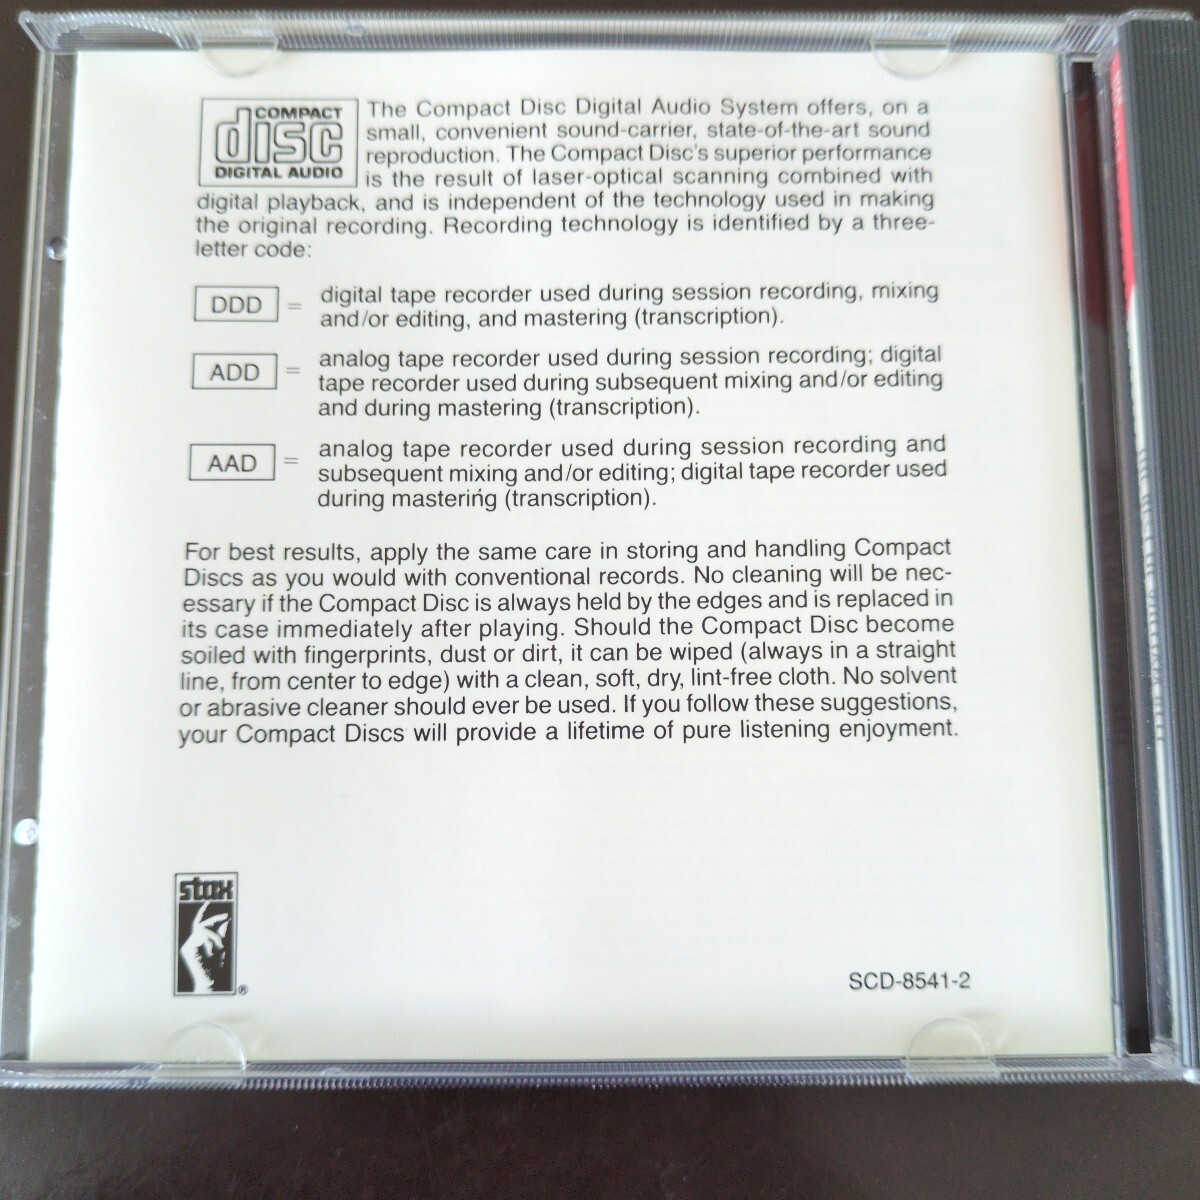 COMPACT
disc
DIGITAL AUDIO
The Compact Disc Digital Audio System offers, on a
small, convenient sound-carrier, state-of-the-art sound
reproduction. The Compact Disc's superior performance
is the result of laser-optical scanning combined with
digital playback, and is independent of the technology used in making
the original recording. Recording technology is identified by a three-
letter code:
DDD = digital tape recorder used during session recording, mixing
and/or editing, and mastering (transcription).
ADD = analog tape recorder used during session recording; digital
tape recorder used during subsequent mixing and/or editing
and during mastering (transcription).
AAD = analog tape recorder used during session recording and
subsequent mixing and/or editing; digital tape recorder used
during mastering (transcription).
For best results, apply the same care in storing and handling Compact
Discs as you would with conventional records. No cleaning will be nec-
essary if the Compact Disc is always held by the edges and is replaced in
its case immediately after playing. Should the Compact Disc become
soiled with fingerprints, dust or dirt, it can be wiped (always in a straight
line, from center to edge) with a clean, soft, dry, lint-free cloth. No solvent
or abrasive cleaner should ever be used. If you follow these suggestions,
your Compact Discs will provide a lifetime of pure listening enjoyment.
stax
®
SCD-8541-2